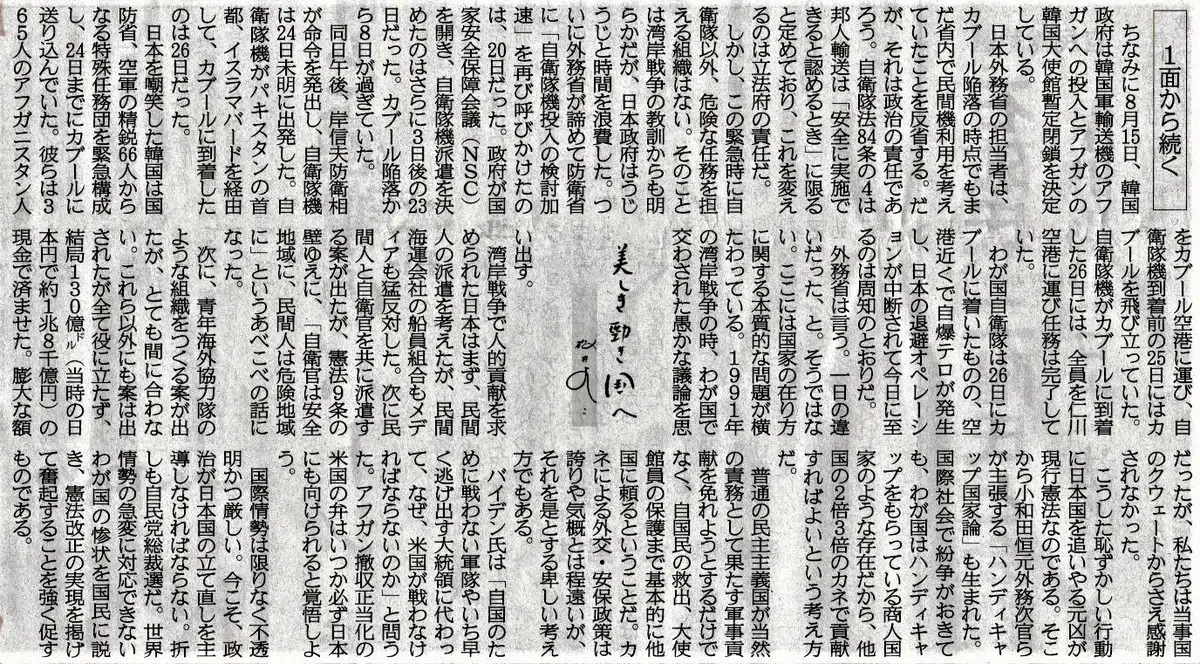 1面から続く
ちなみに8月15日、韓国
政府は韓国軍輸送機のアフ
ガンへの投入とアフガンの
韓国大使館暫定閉鎖を決定
している。
日本外務省の担当者は、
カブール陥落の時点でもま
だ省内で民間機利用を考え
ていたことを反省する。だ
が、それは政治の責任であ
ろう。自衛隊法84条の4は
邦人輸送は「安全に実施で
きると認めるとき」に限る
と定めており、これを変え
るのは立法府の責任だ。
しかし、この緊急時に自
衛隊以外、危険な任務を担
える組織はない。そのこと
は湾岸戦争の教訓からも明
らかだが、日本政府はうじ
うじと時間を浪費した。つ
いに外務省が諦めて防衛省
に「自衛隊機投入の検討加
速」を再び呼びかけたの
は、20日だった。政府が国
家安全保障会議(NSC)
を開き、自衛隊機派遣を決
めたのはさらに3日後の23
日だった。カブール陥落か
ら8日が過ぎていた。
同日午後、岸信夫防衛相
が命令を発出し、自衛隊機
は24日未明に出発した。自
衛隊機がパキスタンの首
都、イスラマバードを経由
して、カブールに到着した
のは26日だった。
日本を嘲笑した韓国は国
防省、空軍の精鋭66人から
なる特殊任務団を緊急構成
し、24日までにカブールに
送り込んでいた。彼らは3
65人のアフガニスタン人
をカブール空港に運び、自
衛隊機到着前の25日にはカ
ブールを飛び立っていた。
自衛隊機がカブールに到着
した26日には、全員を仁川
空港に運び任務は完了して
いた。
わが国自衛隊は26日にカ
ブールに着いたものの、空
港近くで自爆テロが発生
し、日本の退避オペレーシ
ョンが中断されて今日に至
るのは周知のとおりだ。
外務省は言う。一日の違
いだった、と。そうではな
い。ここには国家の在り方
に関する本質的な問題が横
たわっている。1991年
の湾岸戦争の時、わが国で
交わされた愚かな議論を思
美しき勁き国へ
い出す。
湾岸戦争で人的貢献を求
められた日本はまず、民間
人の派遣を考えたが、民間
海運会社の船員組合もメデ
ィアも猛反対した。次に民
間人と自衛官を共に派遣す
る案が出たが、憲法9条の
壁ゆえに、「自衛官は安全
地域に、民間人は危険地域
に」というあべこべの話に
なった。
次に、青年海外協力隊の
ような組織をつくる案が出
たが、とても間に合わな
い。これら以外にも案は出
されたが全て役に立たず、
結局130億ドル(当時の日
本円で約1兆8千億円)の
現金で済ませた。膨大な額
だったが、私たちは当事国
のクウェートからさえ感謝
されなかった。
こうした恥ずかしい行動
に日本国を追いやる元凶が
現行憲法なのである。そこ
から小和田恒元外務次官ら
が主張する「ハンディキャ
ップ国家論」も生まれた。
国際社会で紛争がおきて
も、わが国はハンディキャ
ップをもらっている商人国
家のような存在だから、他
国の2倍3倍のカネで貢献
すればよいという考え方
だ。
普通の民主主義国が当然
の責務として果たす軍事貢
献を免れようとするだけで
なく、自国民の救出、大使
館員の保護まで基本的に他
国に頼るということだ。カ
ネによる外交・安保政策は
誇りや気概とは程遠いが、
それを是とする卑しい考え
方でもある。
バイデン氏は「自国のた
めに戦わない軍隊やいち早
く逃げ出す大統領に代わっ
て、なぜ、米国が戦わなけ
ればならないのか」と問う
た。アフガン撤収正当化の
米国の弁はいつか必ず日本
にも向けられると覚悟しよ
う。
国際情勢は限りなく不透
明かつ厳しい。今こそ、政
治が日本国の立て直しを主
導しなければならない。折
しも自民党総裁選だ。世界
情勢の急変に対応できない
わが国の惨状を国民に説
き、憲法改正の実現を掲げ
て奮起することを強く促す
ものである。